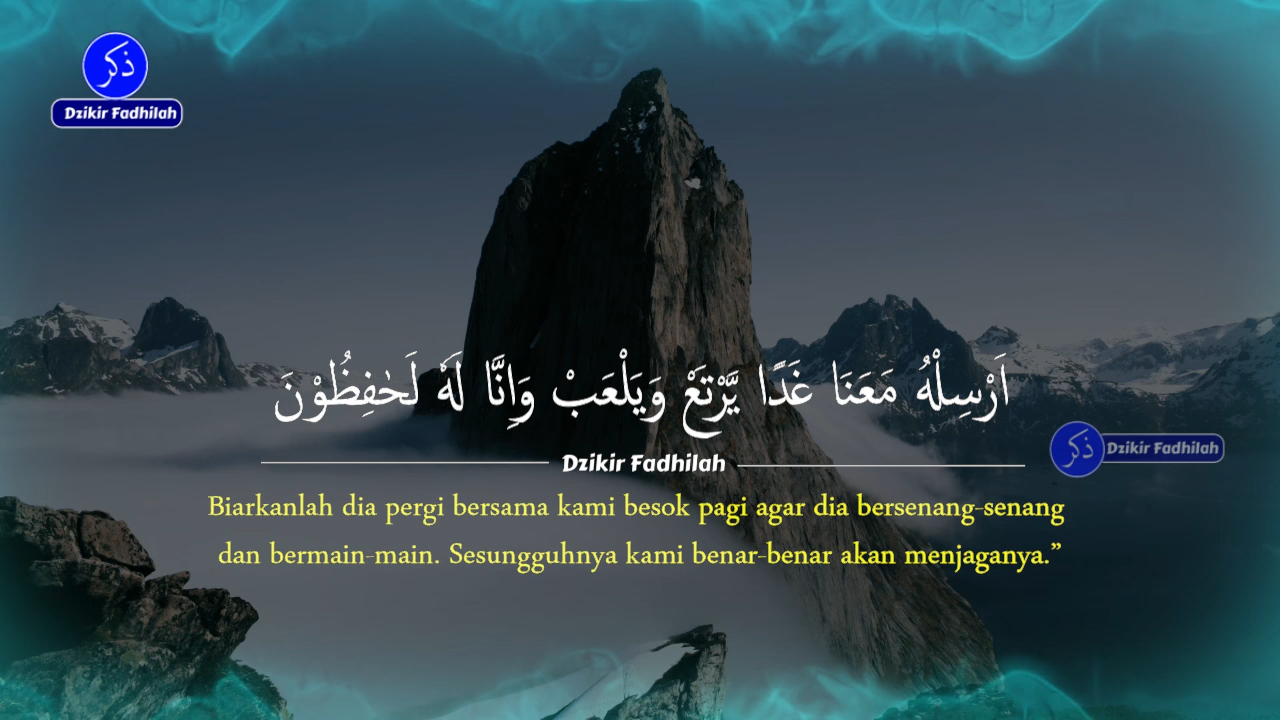 ذكر
Dzikir Fadhilah
اَرْسِلْهُ مَعَنَا غَدًا يَّرْتَعْ وَيَلْعَبْ وَاِنَّا لَهٗ لَحٰفِظُوْنَ
ذكر
Dzikir Fadhilah
Dzikir Fadhilah
Biarkanlah dia pergi bersama kami besok pagi agar dia bersenang-senang
dan bermain-main. Sesungguhnya kami benar-benar akan menjaganya.”